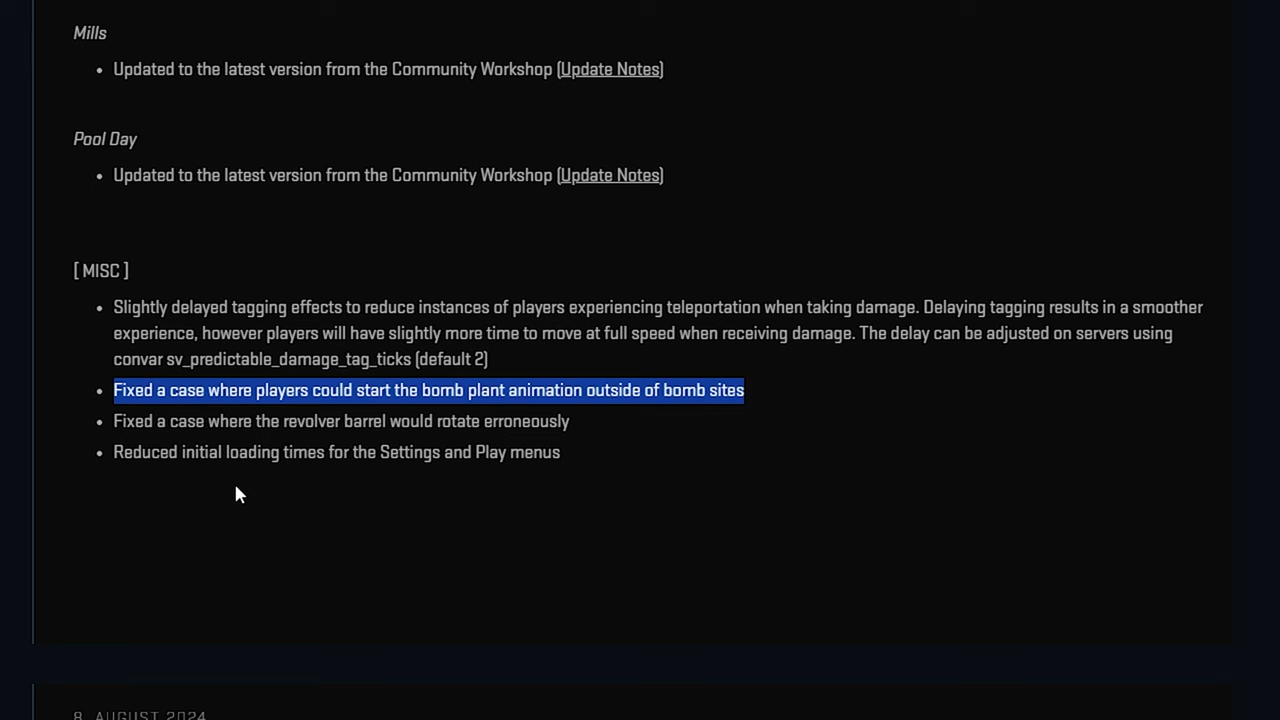 Mills
• Updated to the latest version from the Community Workshop (Update Notes)
Pool Day
• Updated to the latest version from the Community Workshop (Update Notes)
[ MISC ]
• Slightly delayed tagging effects to reduce instances of players experiencing teleportation when taking damage. Delaying tagging results in a smoother
experience, however players will have slightly more time to move at full speed when receiving damage. The delay can be adjusted on servers using
convar sv_predictable_damage_tag_ticks (default 2)
• Fixed a case where players could start the bomb plant animation outside of bomb sites
• Fixed a case where the revolver barrel would rotate erroneously
• Reduced initial loading times for the Settings and Play menus
8. AUGUST 2024